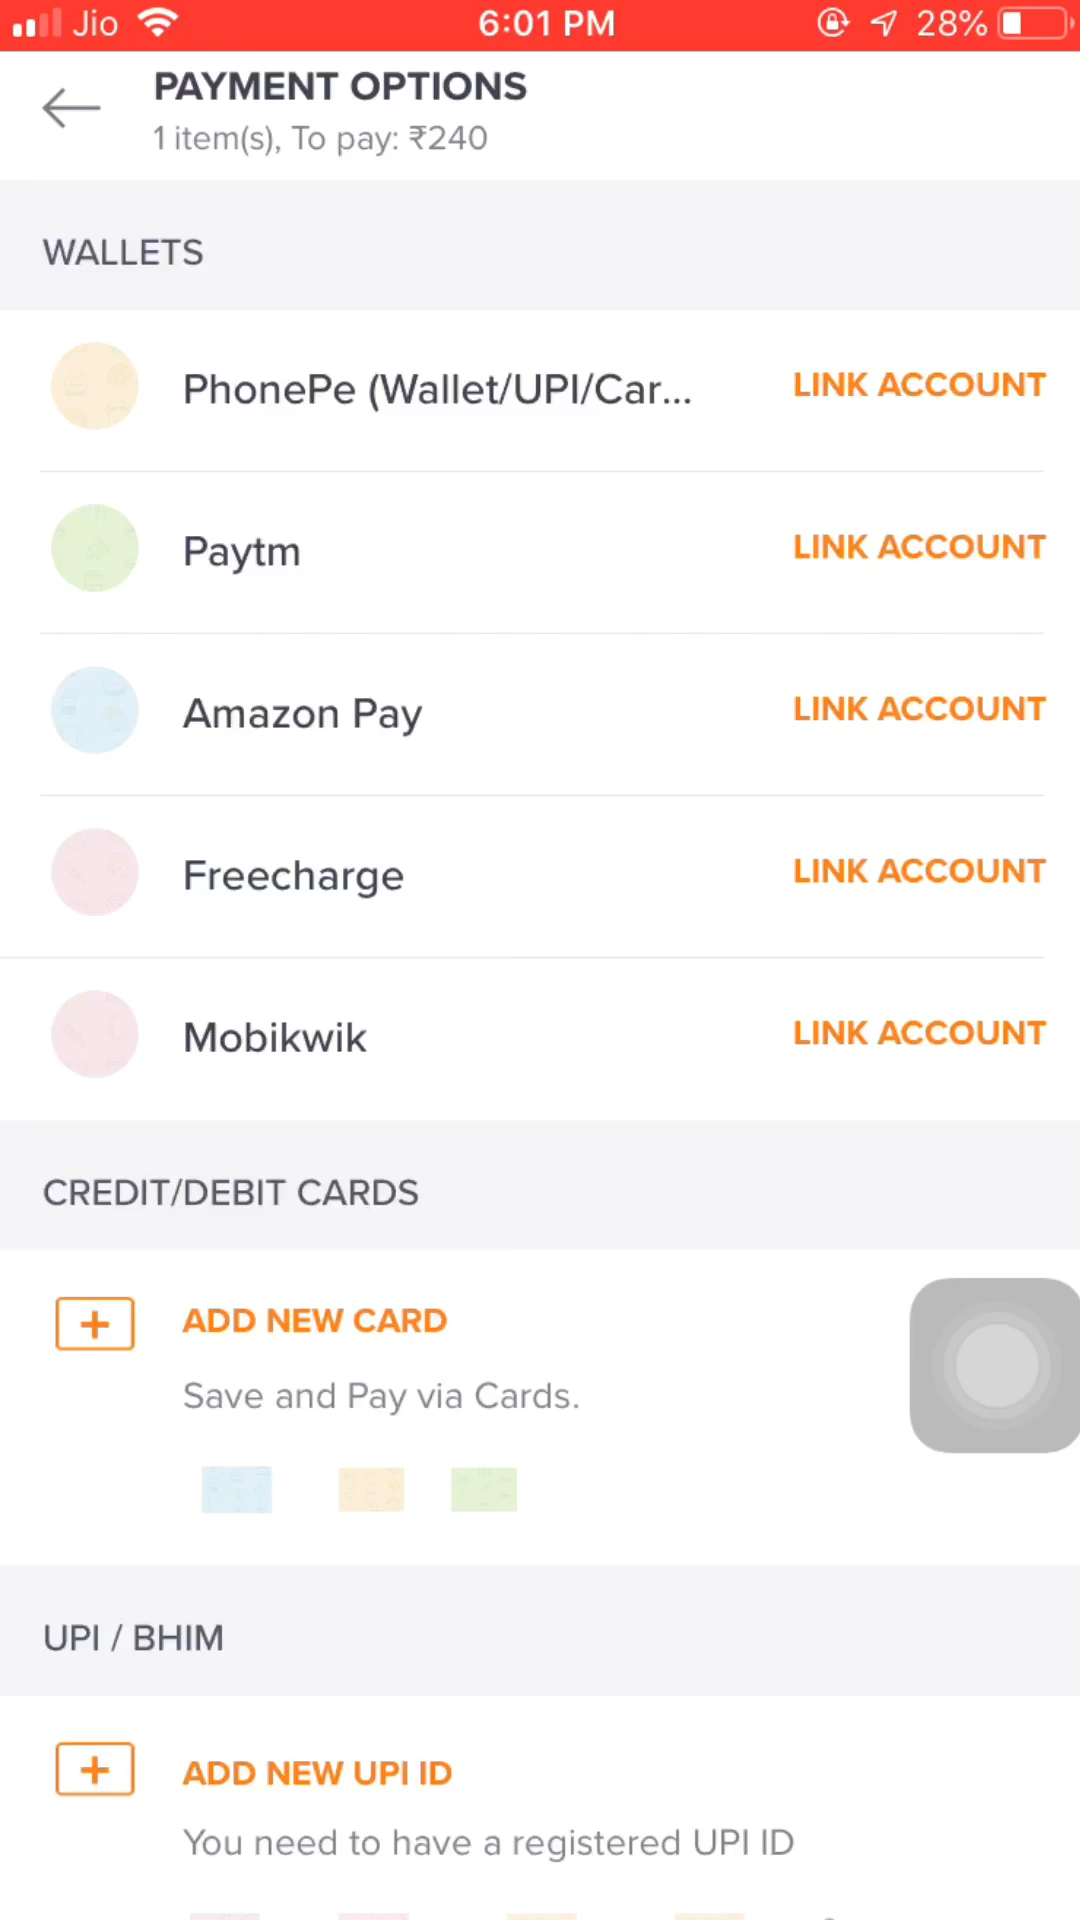 Jio 6:01 PM 28%
PAYMENT OPTIONS
1 item(s), To pay: ₹240
WALLETS
PhonePe (Wallet/UPI/Car... LINK ACCOUNT
Paytm LINK ACCOUNT
Amazon Pay LINK ACCOUNT
Freecharge LINK ACCOUNT
Mobikwik LINK ACCOUNT
CREDIT/DEBIT CARDS
ADD NEW CARD
Save and Pay via Cards.
UPI / BHIM
ADD NEW UPI ID
You need to have a registered UPI ID